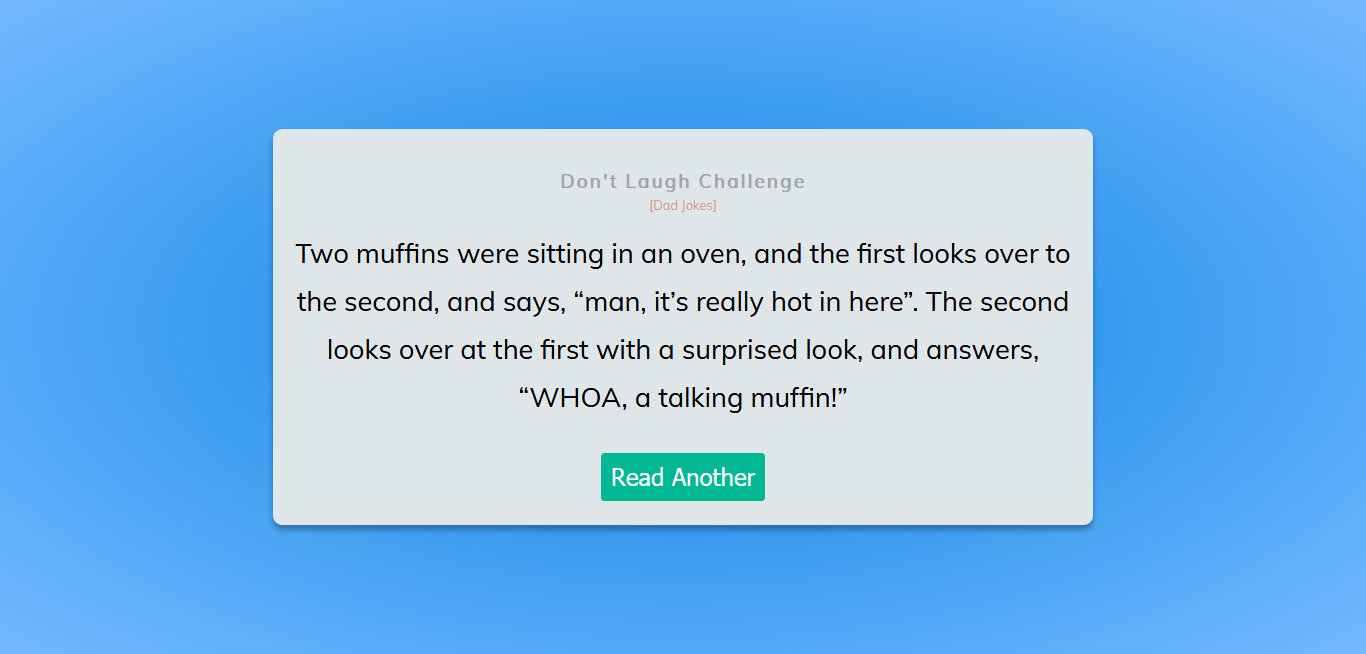 Don't Laugh Challenge
[Dad Jokes]
Two muffins were sitting in an oven, and the first looks over to
the second, and says, “man, it’s really hot in here”. The second
looks over at the first with a surprised look, and answers,
“WHOA, a talking muffin!”
Read Another